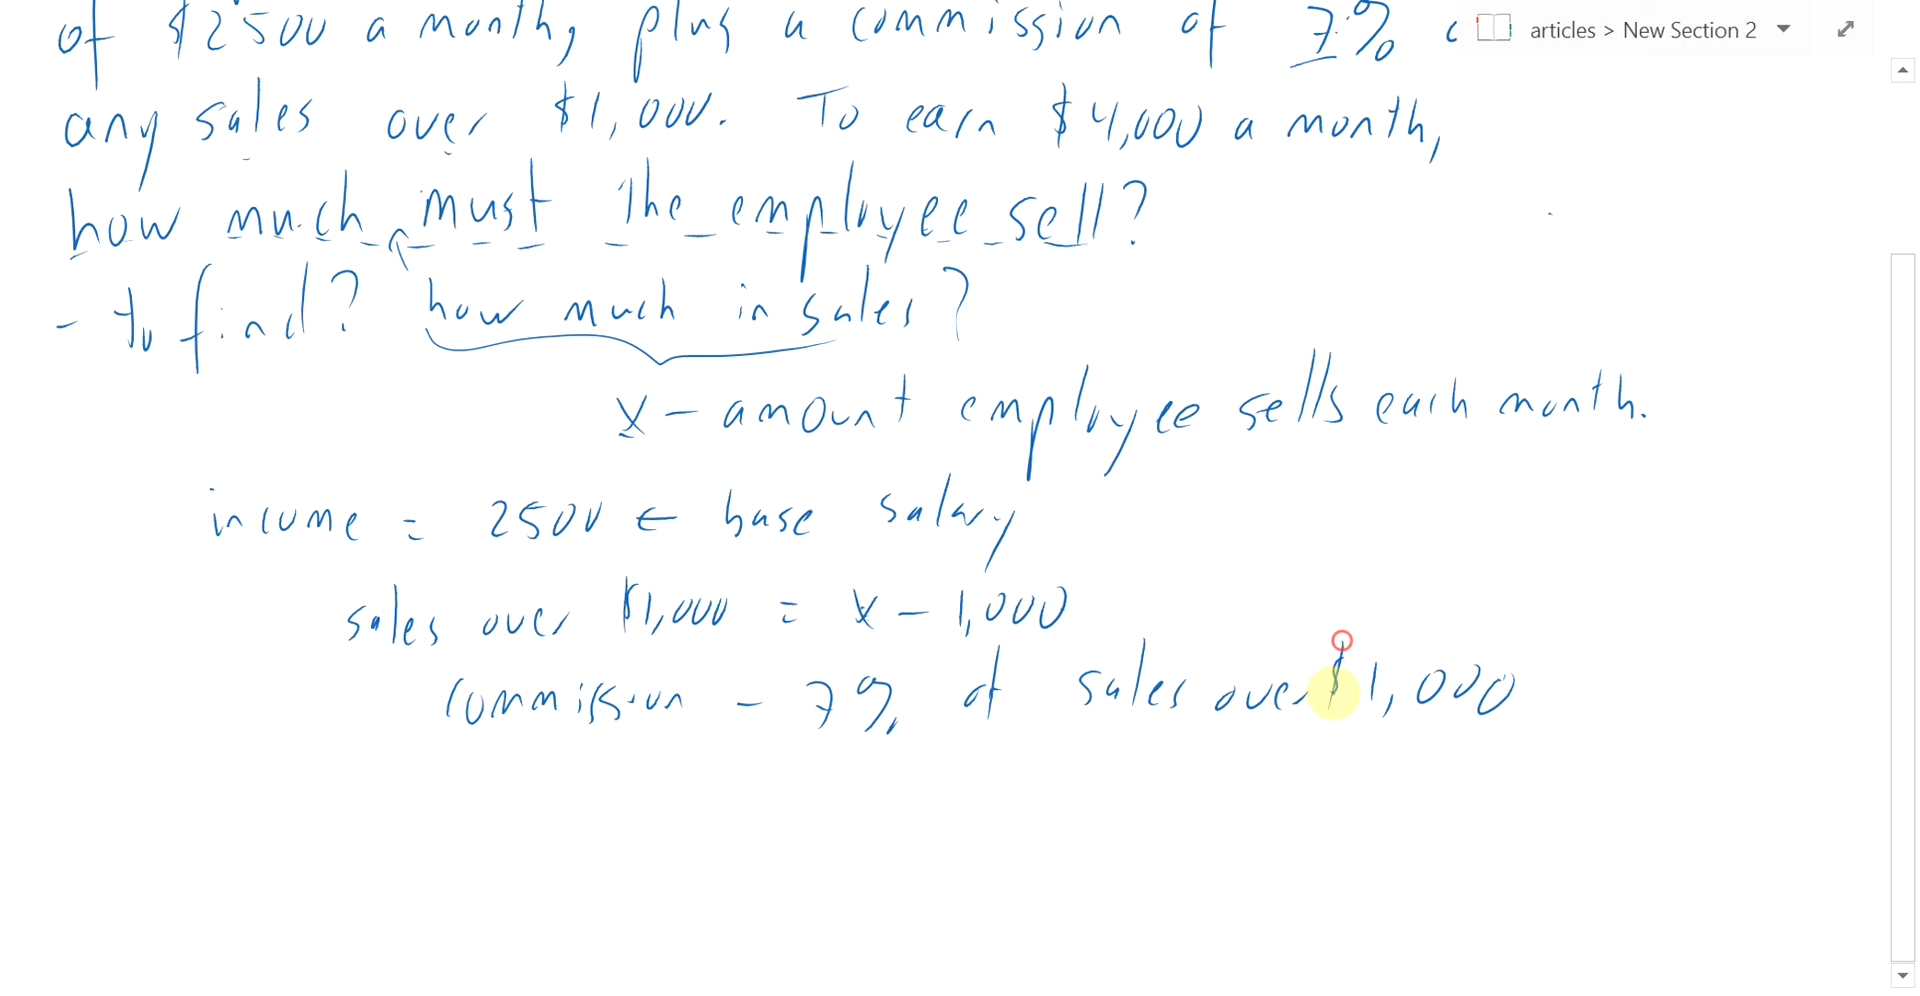 of $2500 a month, plus a commission of 7%
articles > New Section 2
any sales over $1,000. To earn $4,000 a month,
how much must the employee sell?
- to find? how much in sales?
x - amount employee sells each month.
income = 2500 ← base salary
sales over $1,000 = x - 1,000
commission - 7% of sales over $1,000